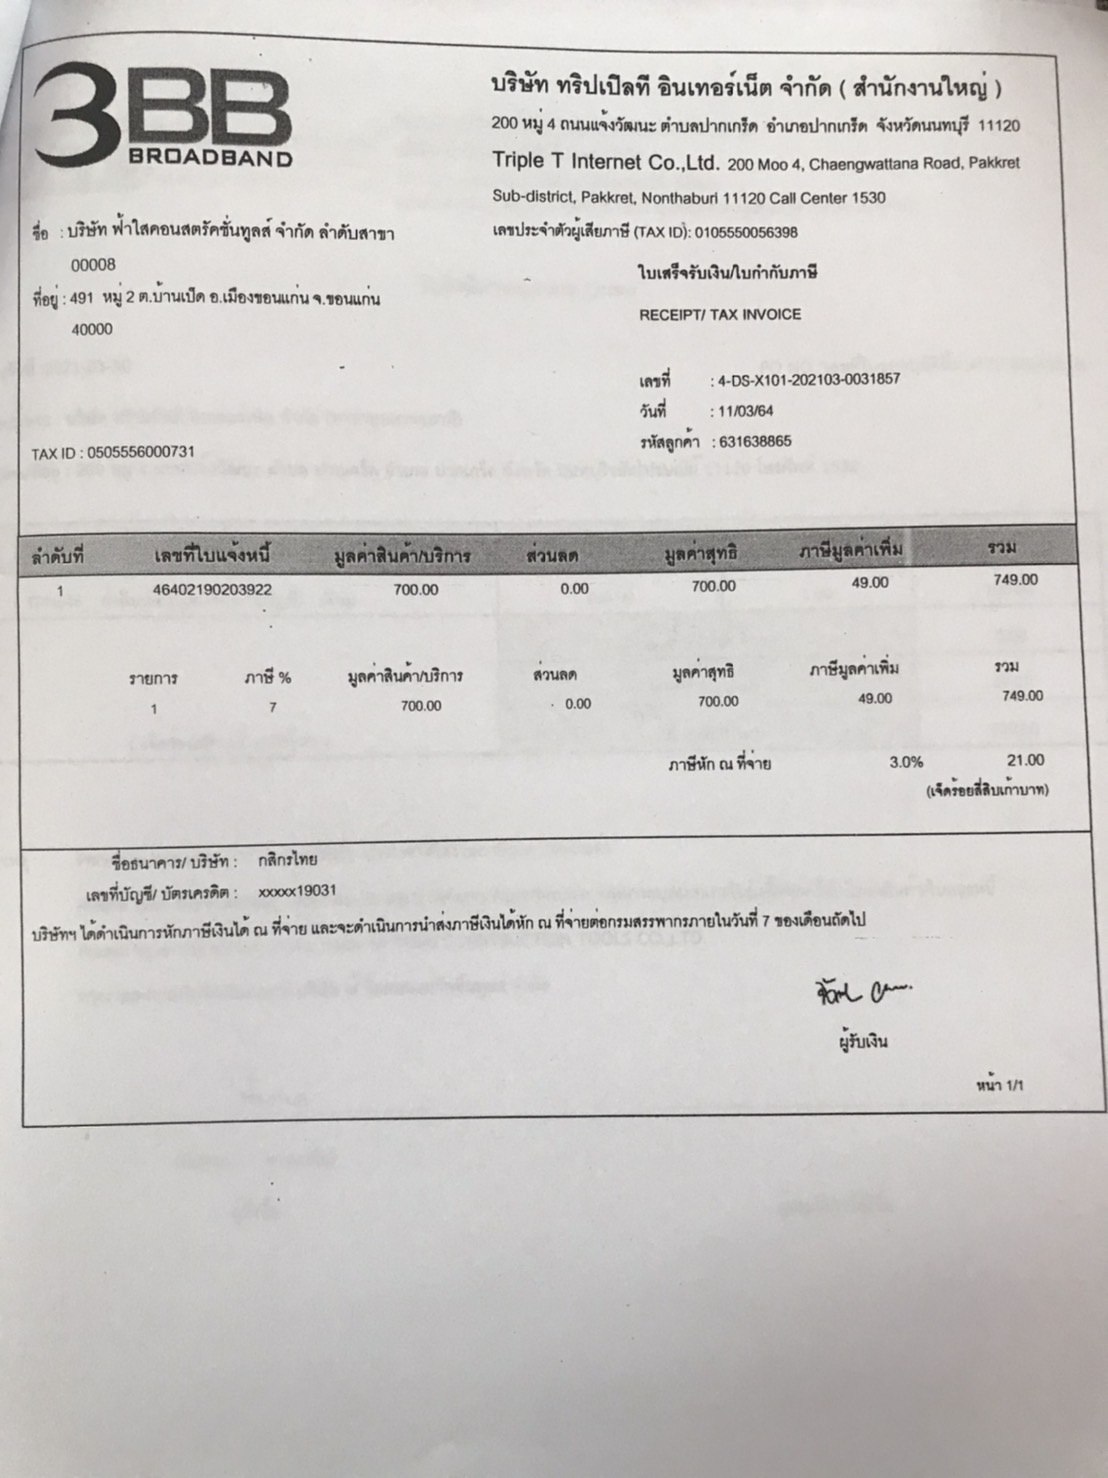 3BB
BROADBAND
บริษัท ทริปเปิลที อินเทอร์เน็ต จำกัด ( สำนักงานใหญ่ )
200 หมู่ 4 ถนนแจ้งวัฒนะ ตำบลปากเกร็ด อำเภอปากเกร็ด จังหวัดนนทบุรี 11120
Triple T Internet Co.,Ltd. 200 Moo 4, Chaengwattana Road, Pakkret
Sub-district, Pakkret, Nonthaburi 11120 Call Center 1530
เลขประจำตัวผู้เสียภาษี (TAX ID): 0105550056398
ชื่อ : บริษัท ฟ้าใสคอนสตรัคชั่นทูลส์ จำกัด ลำดับสาขา
00008
ที่อยู่ : 491 หมู่ 2 ต.บ้านเป็ด อ.เมืองขอนแก่น จ.ขอนแก่น
40000
ใบเสร็จรับเงิน/ใบกำกับภาษี
RECEIPT/ TAX INVOICE
เลขที่ : 4-DS-X101-202103-0031857
วันที่ : 11/03/64
รหัสลูกค้า : 631638865
TAX ID : 0505556000731
ลำดับที่ เลขที่ใบแจ้งหนี้ มูลค่าสินค้า/บริการ ส่วนลด มูลค่าสุทธิ ภาษีมูลค่าเพิ่ม รวม
1 46402190203922 700.00 0.00 700.00 49.00 749.00
รายการ ภาษี % มูลค่าสินค้า/บริการ ส่วนลด มูลค่าสุทธิ ภาษีมูลค่าเพิ่ม รวม
1 7 700.00 0.00 700.00 49.00 749.00
ภาษีหัก ณ ที่จ่าย 3.0% 21.00
(เจ็ดร้อยสี่สิบเก้าบาท)
ชื่อธนาคาร/ บริษัท : กสิกรไทย
เลขที่บัญชี/ บัตรเครดิต : xxxxx19031
บริษัทฯ ได้ดำเนินการหักภาษีเงินได้ ณ ที่จ่าย และจะดำเนินการนำส่งภาษีเงินได้หัก ณ ที่จ่ายต่อกรมสรรพากรภายในวันที่ 7 ของเดือนถัดไป
ผู้รับเงิน
หน้า 1/1